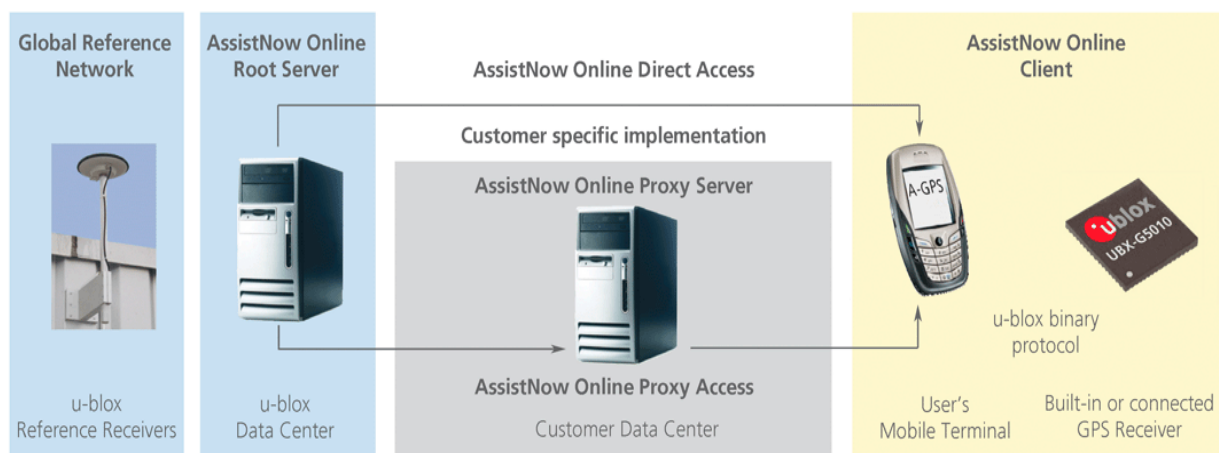 Global Reference
Network
u-blox
Reference Receivers
AssistNow Online
Root Server
u-blox
Data Center
AssistNow Online Direct Access
Customer specific implementation
AssistNow Online Proxy Server
AssistNow Online Proxy Access
Customer Data Center
AssistNow Online
Client
A-GPS
ublox
UBX-G5010
u-blox binary
protocol
User's
Mobile Terminal
Built-in or connected
GPS Receiver